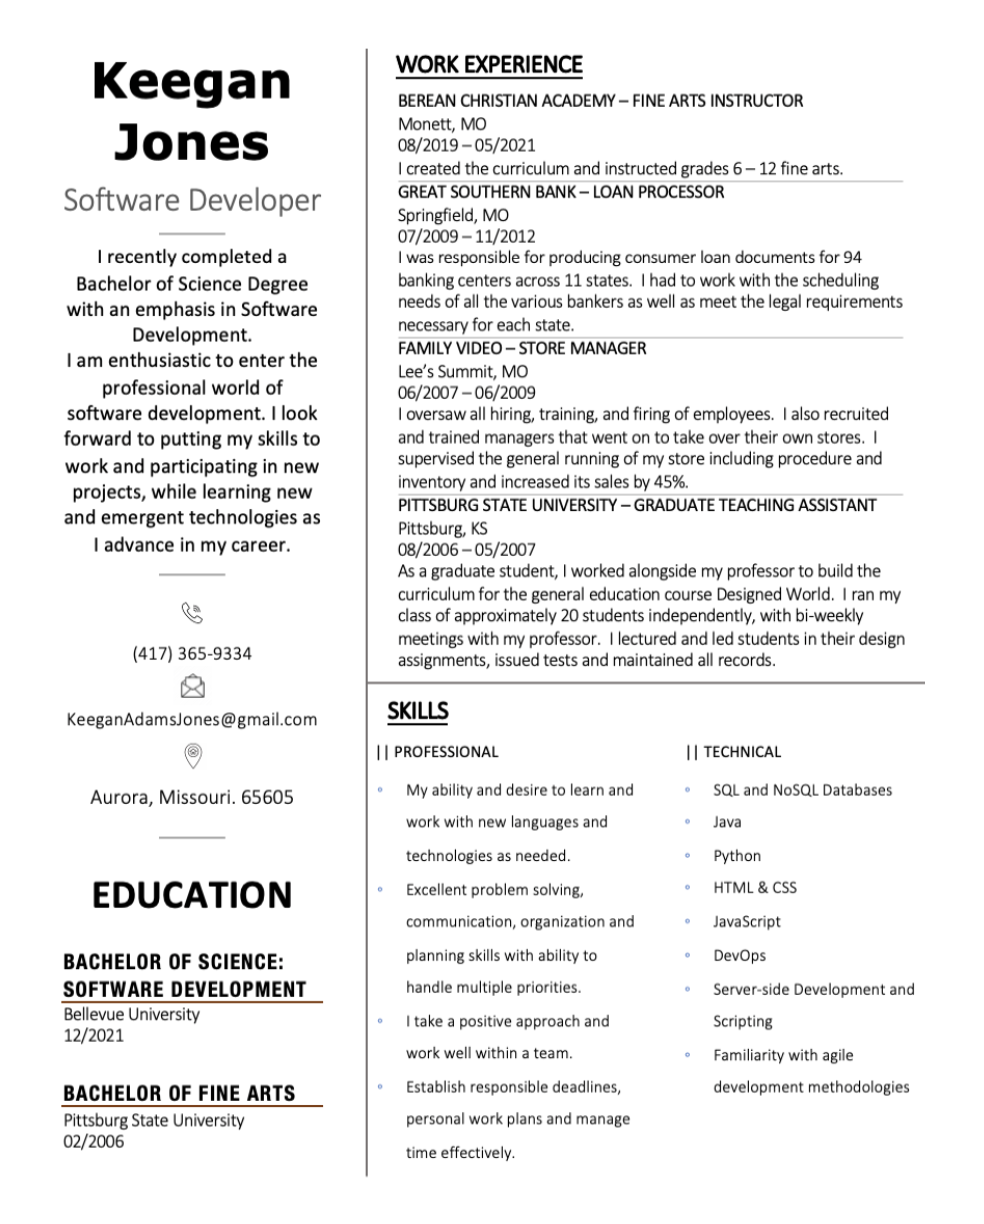 Keegan
Jones
Software Developer
I recently completed a
Bachelor of Science Degree
with an emphasis in Software
Development.
I am enthusiastic to enter the
professional world of
software development. I look
forward to putting my skills to
work and participating in new
projects, while learning new
and emergent technologies as
I advance in my career.
(417) 365-9334
KeeganAdamsJones@gmail.com
Aurora, Missouri. 65605
EDUCATION
BACHELOR OF SCIENCE:
SOFTWARE DEVELOPMENT
Bellevue University
12/2021
BACHELOR OF FINE ARTS
Pittsburg State University
02/2006
WORK EXPERIENCE
BEREAN CHRISTIAN ACADEMY – FINE ARTS INSTRUCTOR
Monett, MO
08/2019 – 05/2021
I created the curriculum and instructed grades 6 – 12 fine arts.
GREAT SOUTHERN BANK – LOAN PROCESSOR
Springfield, MO
07/2009 – 11/2012
I was responsible for producing consumer loan documents for 94
banking centers across 11 states.  I had to work with the scheduling
needs of all the various bankers as well as meet the legal requirements
necessary for each state.
FAMILY VIDEO – STORE MANAGER
Lee’s Summit, MO
06/2007 – 06/2009
I oversaw all hiring, training, and firing of employees.  I also recruited
and trained managers that went on to take over their own stores.  I
supervised the general running of my store including procedure and
inventory and increased its sales by 45%.
PITTSBURG STATE UNIVERSITY – GRADUATE TEACHING ASSISTANT
Pittsburg, KS
08/2006 – 05/2007
As a graduate student, I worked alongside my professor to build the
curriculum for the general education course Designed World.  I ran my
class of approximately 20 students independently, with bi-weekly
meetings with my professor.  I lectured and led students in their design
assignments, issued tests and maintained all records.
SKILLS
|| PROFESSIONAL
◦ My ability and desire to learn and
work with new languages and
technologies as needed.
◦ Excellent problem solving,
communication, organization and
planning skills with ability to
handle multiple priorities.
◦ I take a positive approach and
work well within a team.
◦ Establish responsible deadlines,
personal work plans and manage
time effectively.
|| TECHNICAL
◦ SQL and NoSQL Databases
◦ Java
◦ Python
◦ HTML & CSS
◦ JavaScript
◦ DevOps
◦ Server-side Development and
Scripting
◦ Familiarity with agile
development methodologies